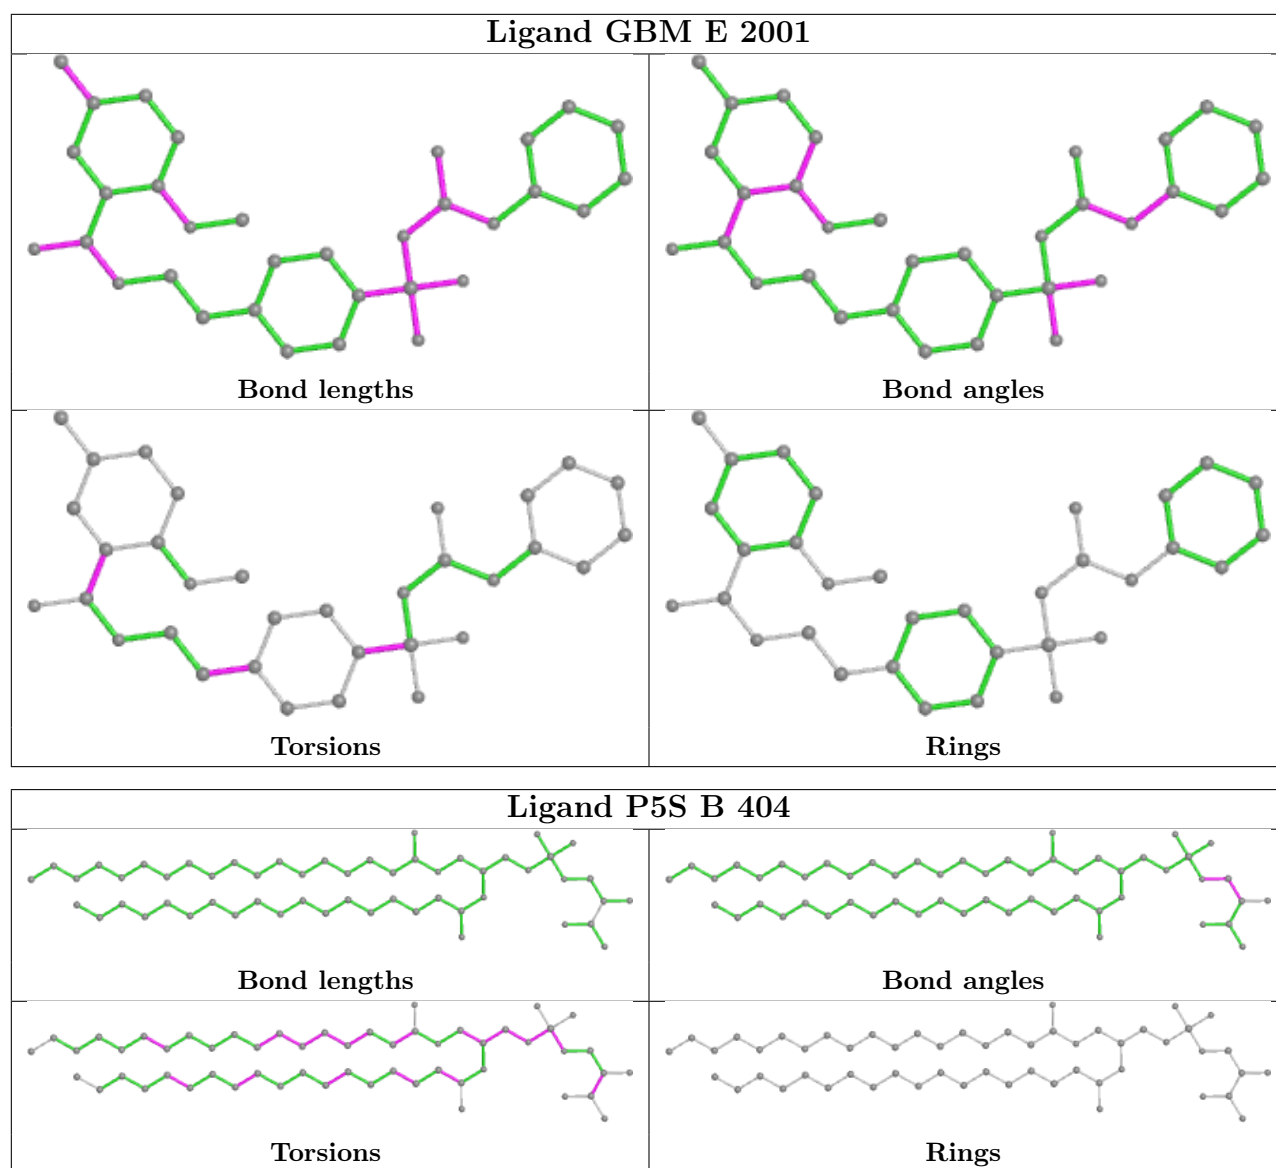 Ligand GBM E 2001
Bond lengths
Bond angles
Torsions
Rings
Ligand P5S B 404
Bond lengths
Bond angles
Torsions
Rings